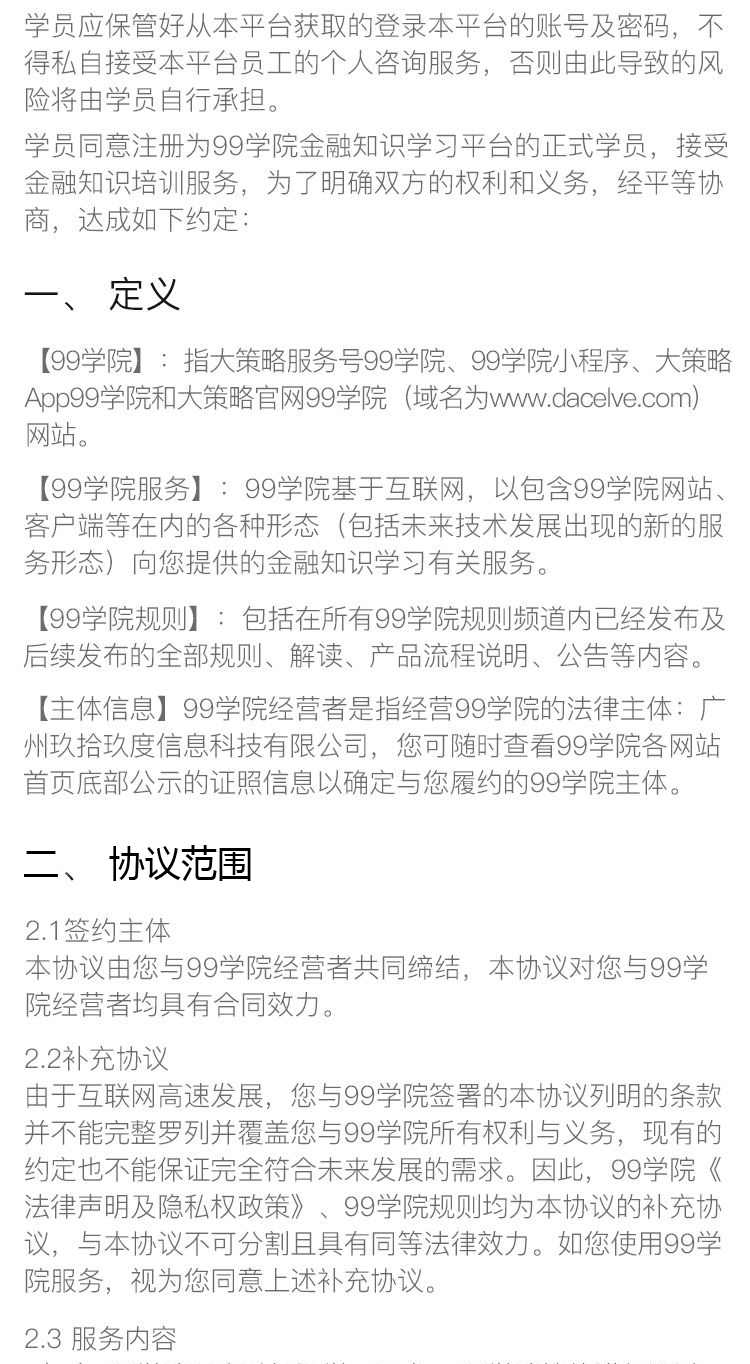 学员应保管好从本平台获取的登录本平台的账号及密码，不
得私自接受本平台员工的个人咨询服务，否则由此导致的风
险将由学员自行承担。
学员同意注册为99学院金融知识学习平台的正式学员，接受
金融知识培训服务，为了明确双方的权利和义务，经平等协
商，达成如下约定：
一、 定义
【99学院】：指大策略服务号99学院、99学院小程序、大策略
App99学院和大策略官网99学院（域名为www.dacelve.com）
网站。
【99学院服务】：99学院基于互联网，以包含99学院网站、
客户端等在内的各种形态（包括未来技术发展出现的新的服
务形态）向您提供的金融知识学习有关服务。
【99学院规则】：包括在所有99学院规则频道内已经发布及
后续发布的全部规则、解读、产品流程说明、公告等内容。
【主体信息】99学院经营者是指经营99学院的法律主体：广
州玖拾玖度信息科技有限公司，您可随时查看99学院各网站
首页底部公示的证照信息以确定与您履约的99学院主体。
二、 协议范围
2.1签约主体
本协议由您与99学院经营者共同缔结，本协议对您与99学
院经营者均具有合同效力。
2.2补充协议
由于互联网高速发展，您与99学院签署的本协议列明的条款
并不能完整罗列并覆盖您与99学院所有权利与义务，现有的
约定也不能保证完全符合未来发展的需求。因此，99学院《
法律声明及隐私权政策》、99学院规则均为本协议的补充协
议，与本协议不可分割且具有同等法律效力。如您使用99学
院服务，视为您同意上述补充协议。
2.3 服务内容